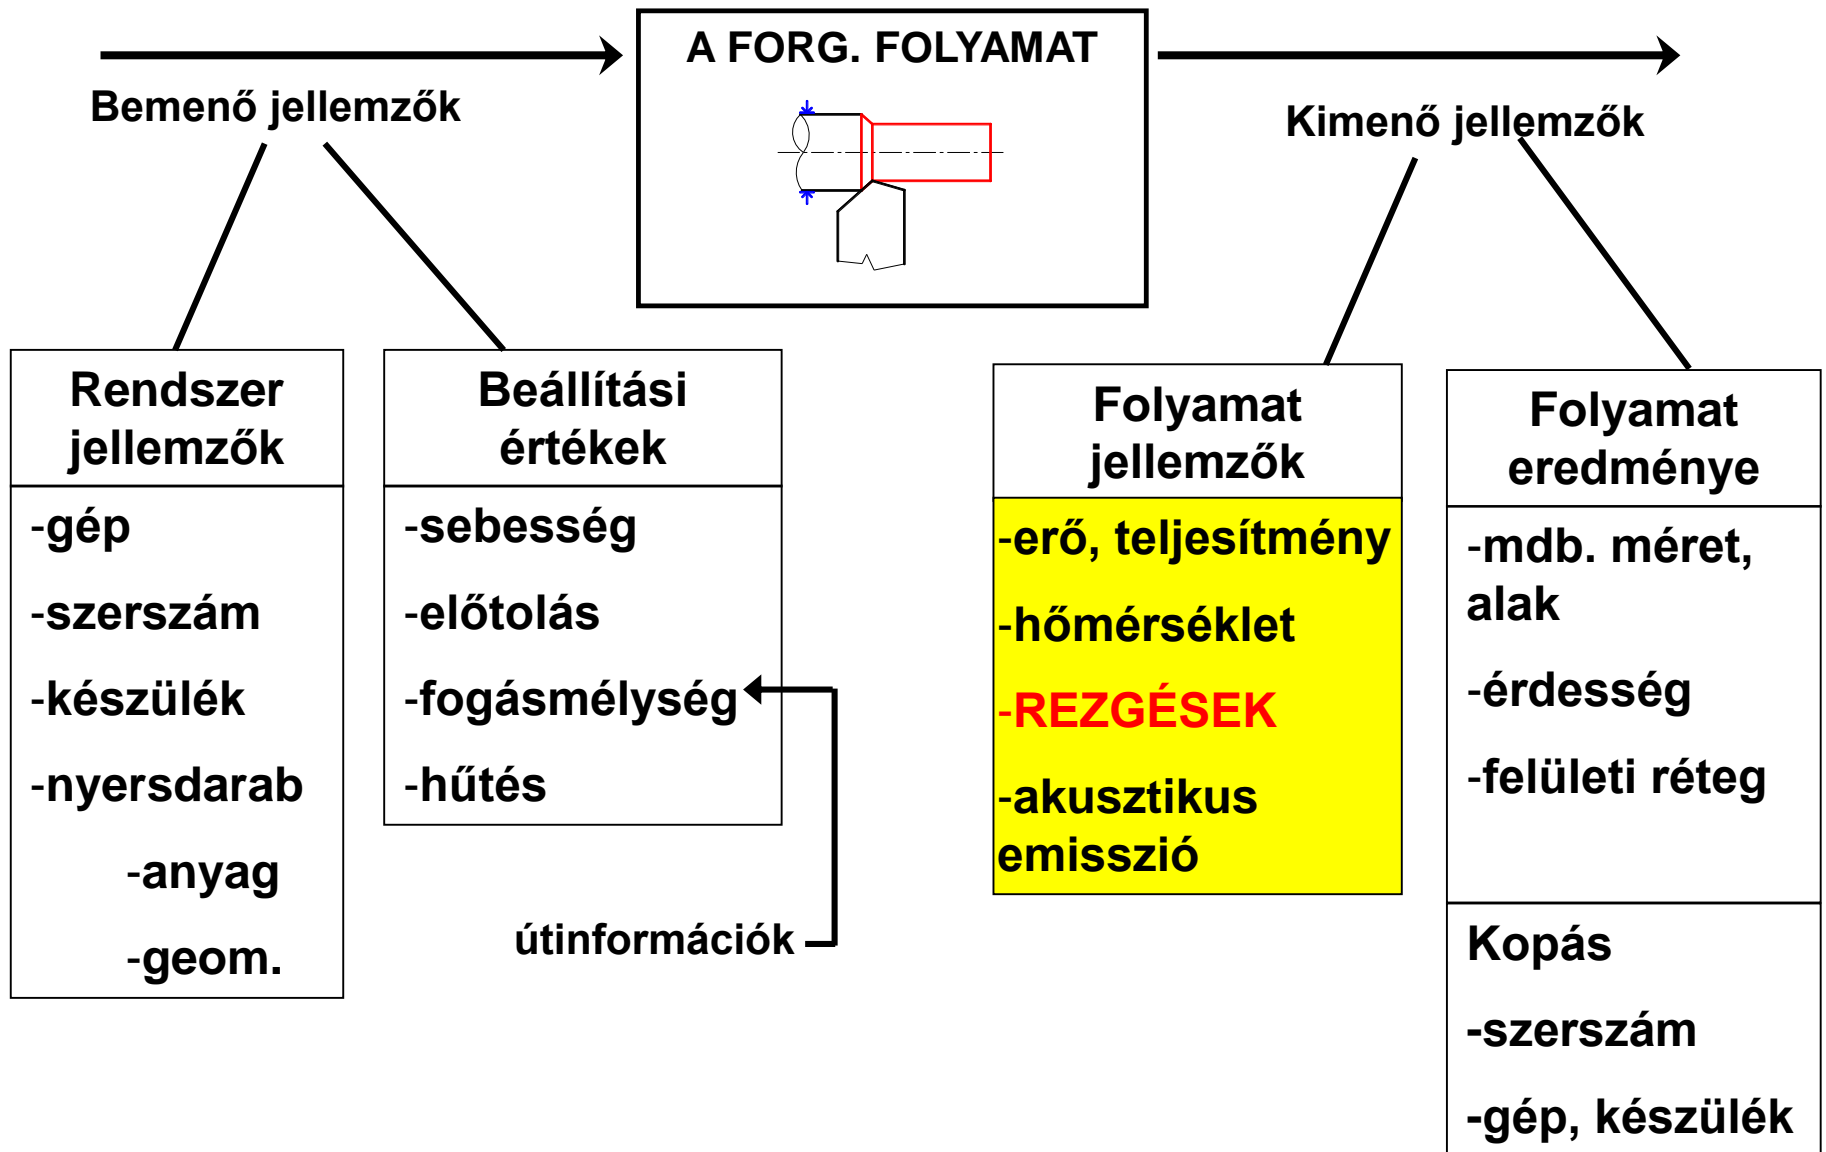 A FORG. FOLYAMAT
Bemenő jellemzők
Kimenő jellemzők
Rendszer
jellemzők
-gép
-szerszám
-készülék
-nyersdarab
-anyag
-geom.
Beállítási
értékek
-sebesség
-előtolás
-fogásmélység
-hűtés
útinformációk
Folyamat
jellemzők
-erő, teljesítmény
-hőmérséklet
-REZGÉSEK
-akusztikus
emisszió
Folyamat
eredménye
-mdb. méret,
alak
-érdesség
-felületi réteg
Kopás
-szerszám
-gép, készülék